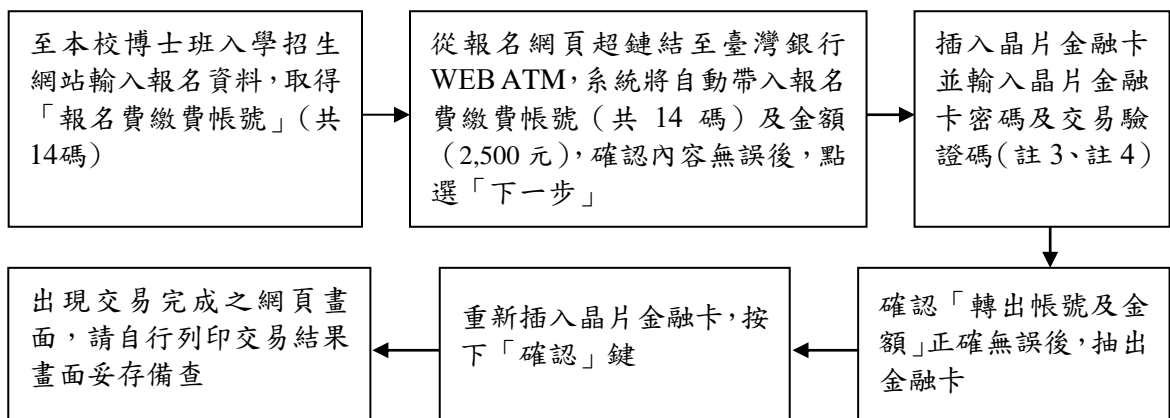 至本校博士班入學招生
網站輸入報名資料，取得
「報名費繳費帳號」（共
14碼）
從報名網頁超鏈結至臺灣銀行
WEB ATM，系統將自動帶入報名
費繳費帳號（共 14 碼）及金額
（2,500 元），確認內容無誤後，點
選「下一步」
插入晶片金融卡
並輸入晶片金融
卡密碼及交易驗
證碼（註 3、註 4）
確認「轉出帳號及金
額」正確無誤後，抽出
金融卡
重新插入晶片金融卡，按
下「確認」鍵
出現交易完成之網頁畫
面，請自行列印交易結果
畫面妥存備查